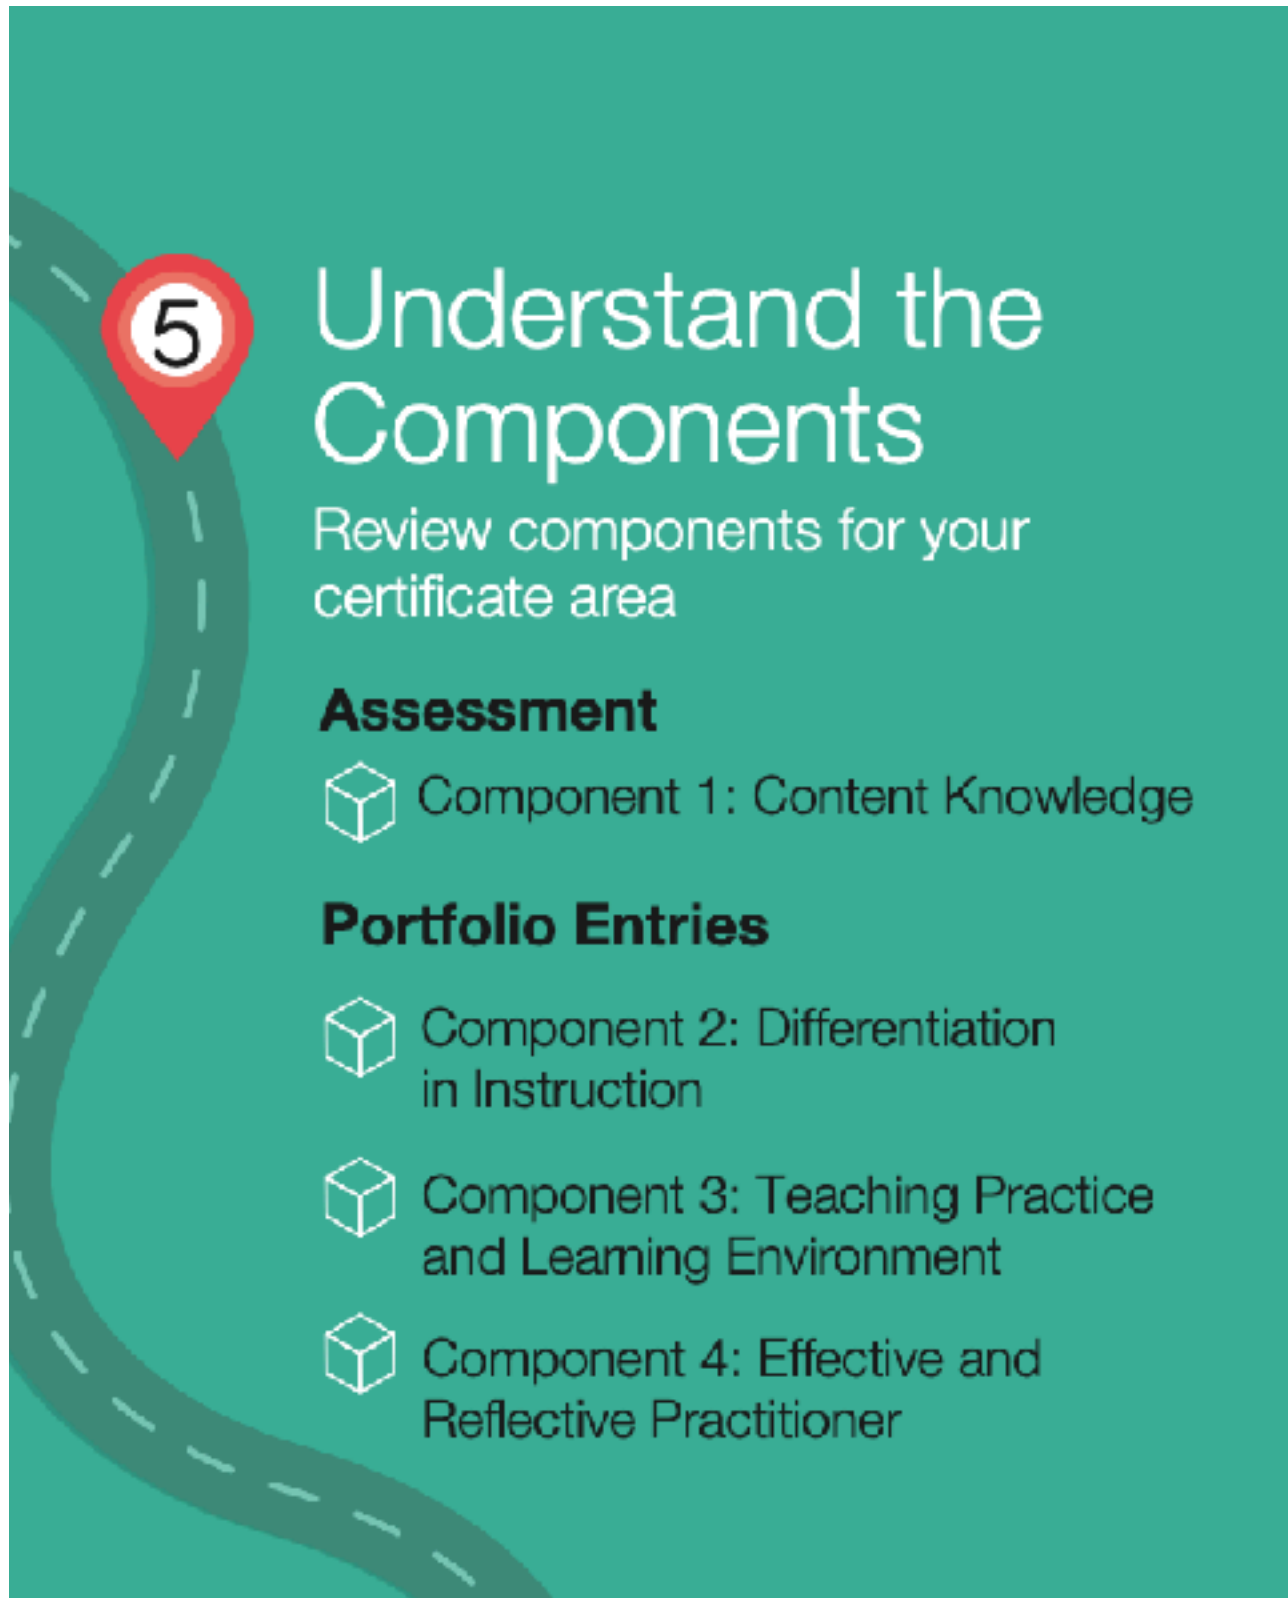 5
Understand the
Components
Review components for your
certificate area
Assessment
Component 1: Content Knowledge
Portfolio Entries
Component 2: Differentiation
in Instruction
Component 3: Teaching Practice
and Learning Environment
Component 4: Effective and
Reflective Practitioner